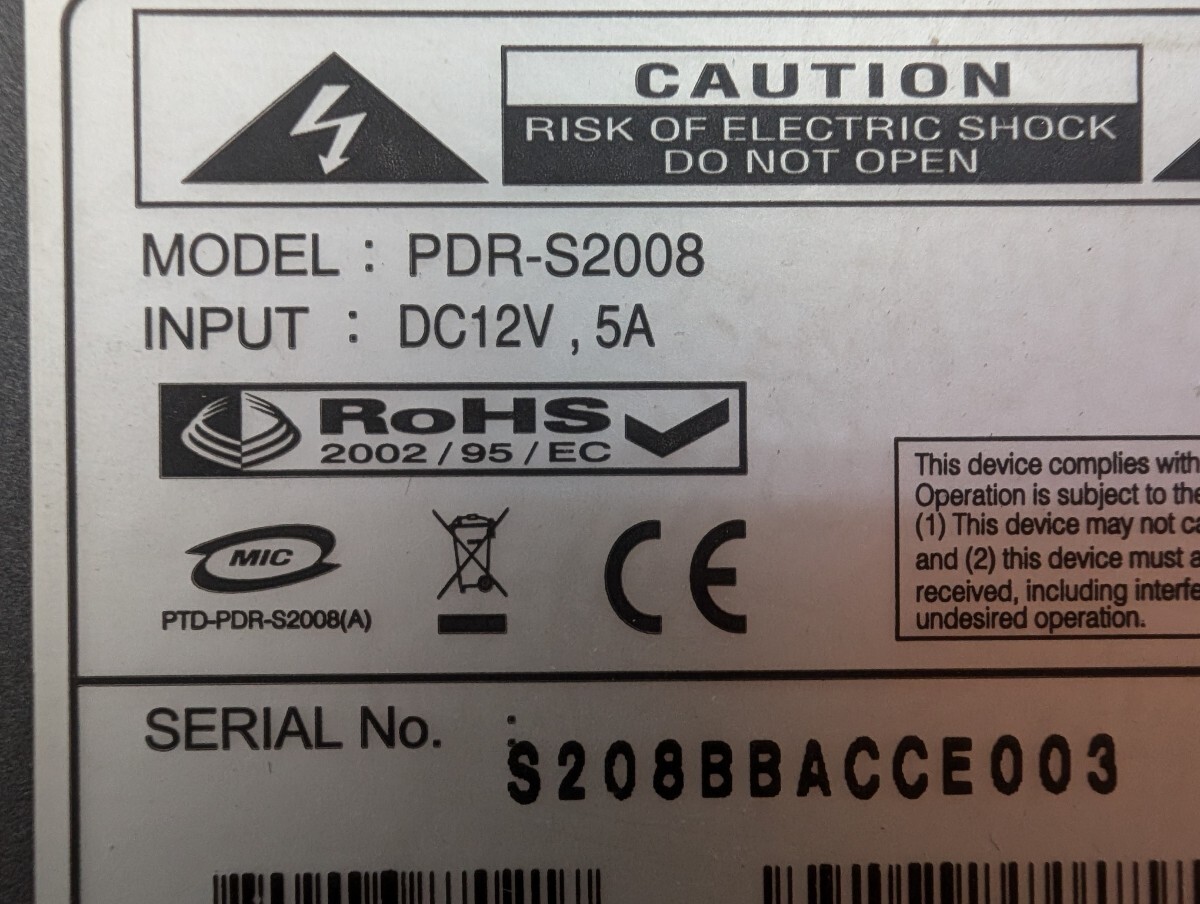 CAUTION
RISK OF ELECTRIC SHOCK
DO NOT OPEN
MODEL : PDR-S2008
INPUT : DC12V , 5A
RoHS
2002/95/EC
MIC
PTD-PDR-S2008(A)
CE
This device complies with
Operation is subject to the
(1) This device may not
and (2) this device must
received, including
undesired operation.
SERIAL No. :
S208BBACCE003